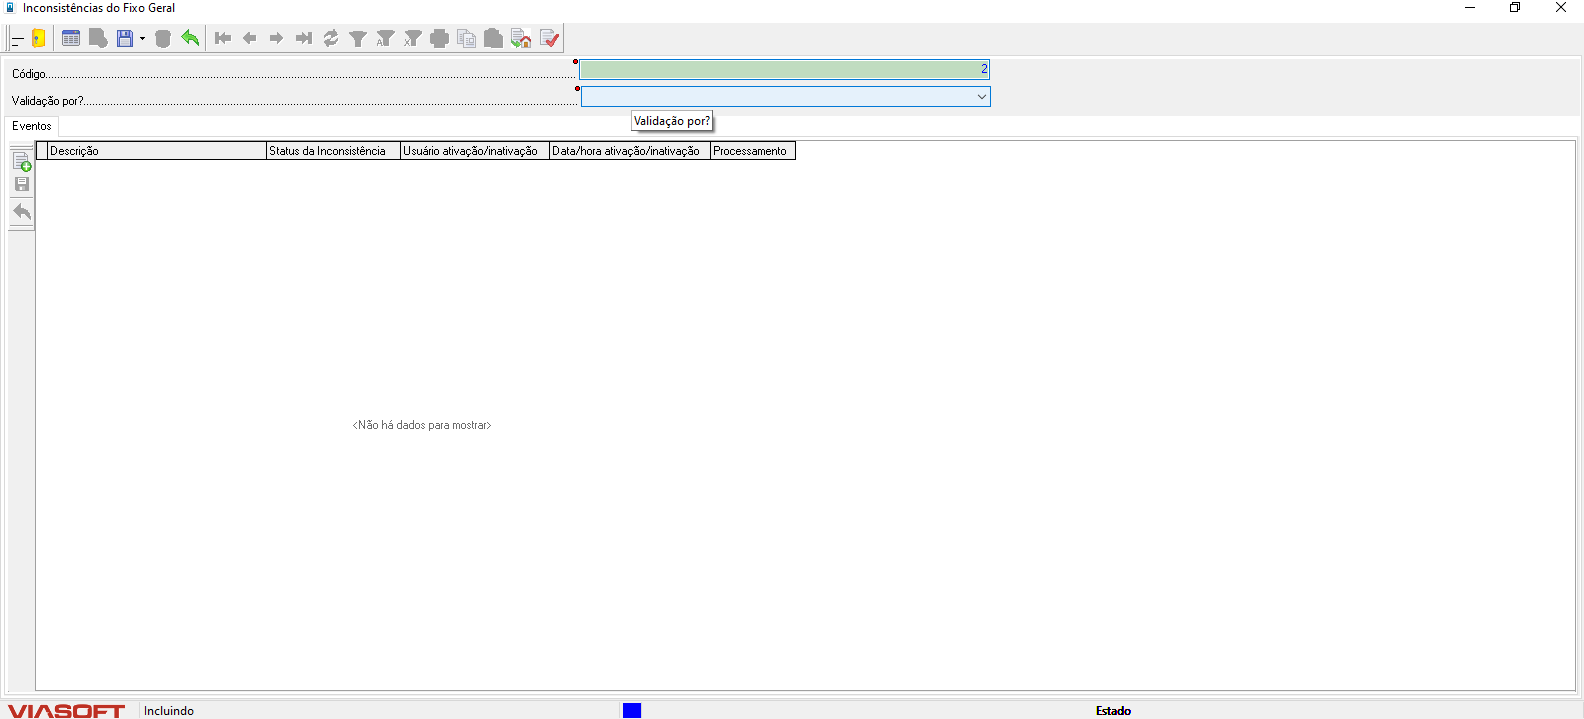 Inconsistências do Fixo Geral
Código
2
Validação por?
Validação por?
Eventos
Descrição Status da Inconsistência Usuário ativação/inativação Data/hora ativação/inativação Processamento
<Não há dados para mostrar>
VIASOFT Incluindo Estado